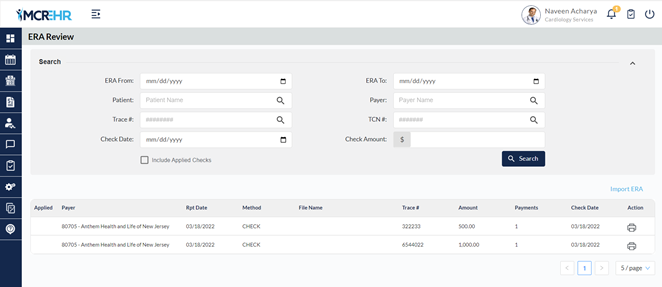 MCREHR
Naveen Acharya
Cardiology Services
ERA Review
Search
ERA From: mm/dd/yyyy ERA To: mm/dd/yyyy
Patient: Patient Name Payer: Payer Name
Trace #: ####### TCN #: #######
Check Date: mm/dd/yyyy Check Amount: $
Include Applied Checks Search
Import ERA
Applied Payer Rpt Date Method File Name Trace # Amount Payments Check Date Action
80705 - Anthem Health and Life of New Jersey 03/18/2022 CHECK 322233 500.00 1 03/18/2022
80705 - Anthem Health and Life of New Jersey 03/18/2022 CHECK 6544022 1,000.00 1 03/18/2022
1 5 / page